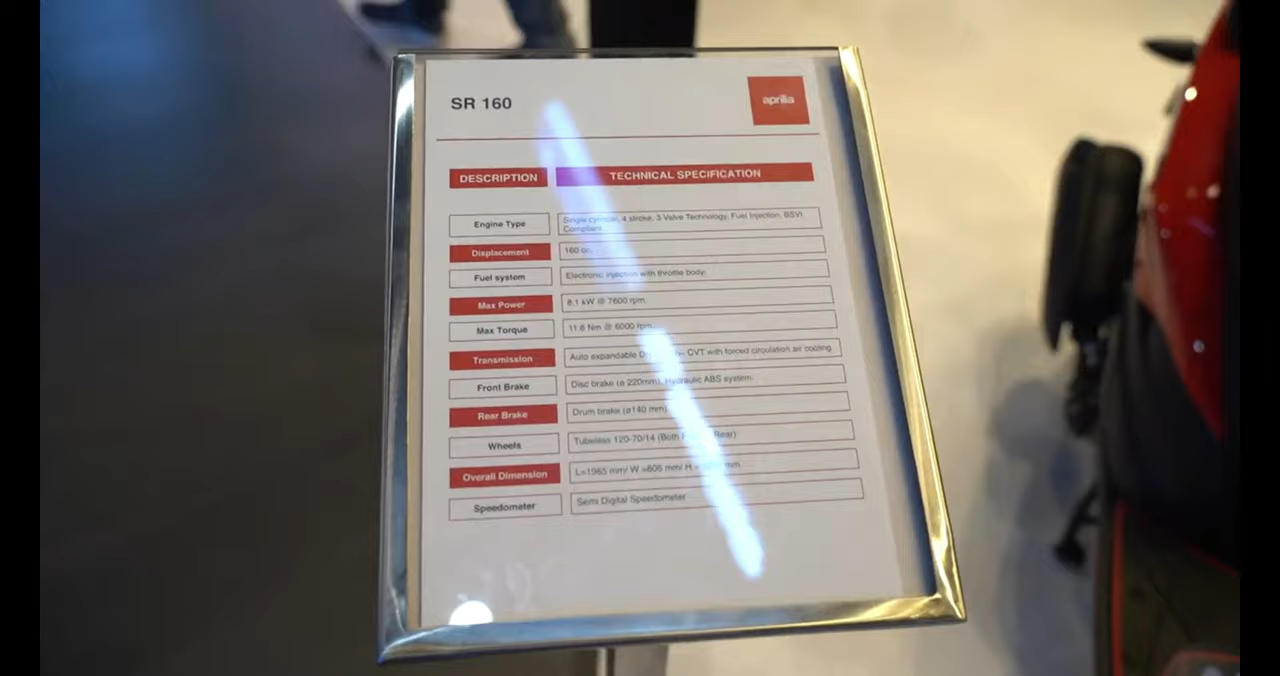 SR 160
aprilia
DESCRIPTION TECHNICAL SPECIFICATION
Engine Type Single cylinder, 4 stroke, 3 Valve Technology, Fuel Injection, BSVI
Compliant
Displacement 160 cc.
Fuel system Electronic injection with throttle body.
Max Power 8.1 kW @ 7600 rpm.
Max Torque 11.6 Nm @ 6000 rpm.
Transmission Auto expandable CVT with forced circulation air cooling.
Front Brake Disc brake (ø 220mm), Hydraulic ABS system.
Rear Brake Drum brake (ø140 mm)
Wheels Tubeless 120-70/14 (Both Rear)
Overall Dimension L=1985 mm/ W =806 mm/ H = mm
Speedometer Semi Digital Speedometer